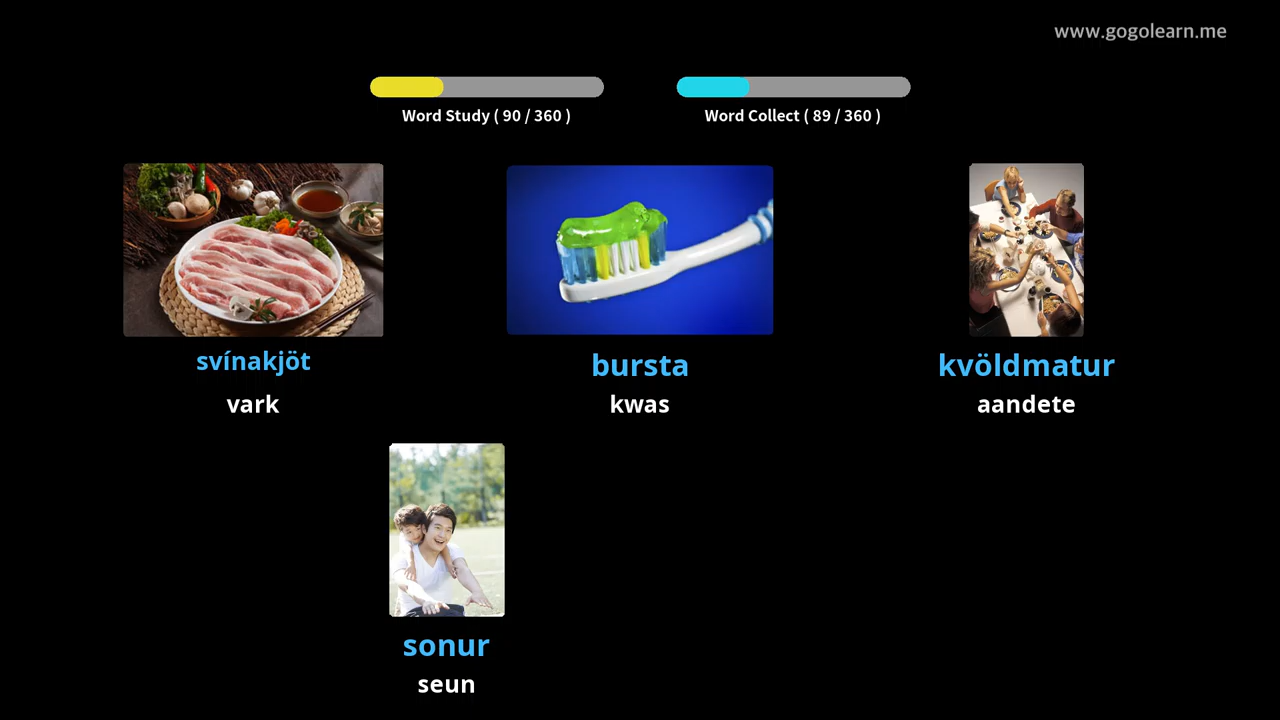 www.gogolearn.me
Word Study ( 90 / 360 )
Word Collect ( 89 / 360 )
svínakjöt
bursta
kvöldmatur
vark
kwas
aandete
sonur
seun